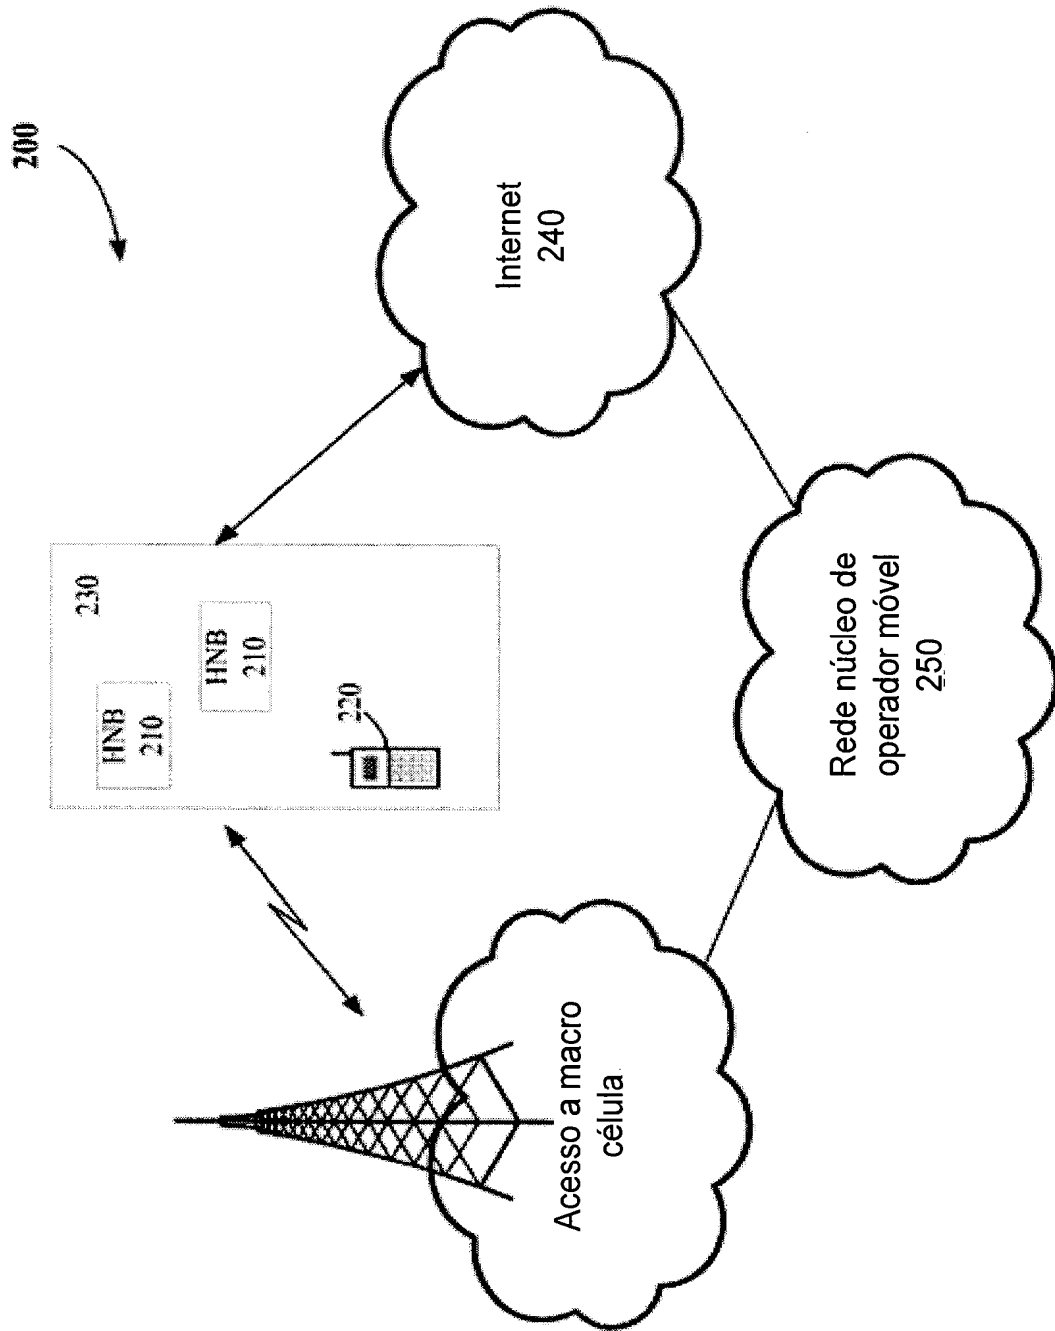 200
230
HNB
210
HNB
210
220
Internet
240
Acesso a macro
célula
Rede núcleo de
operador móvel
250